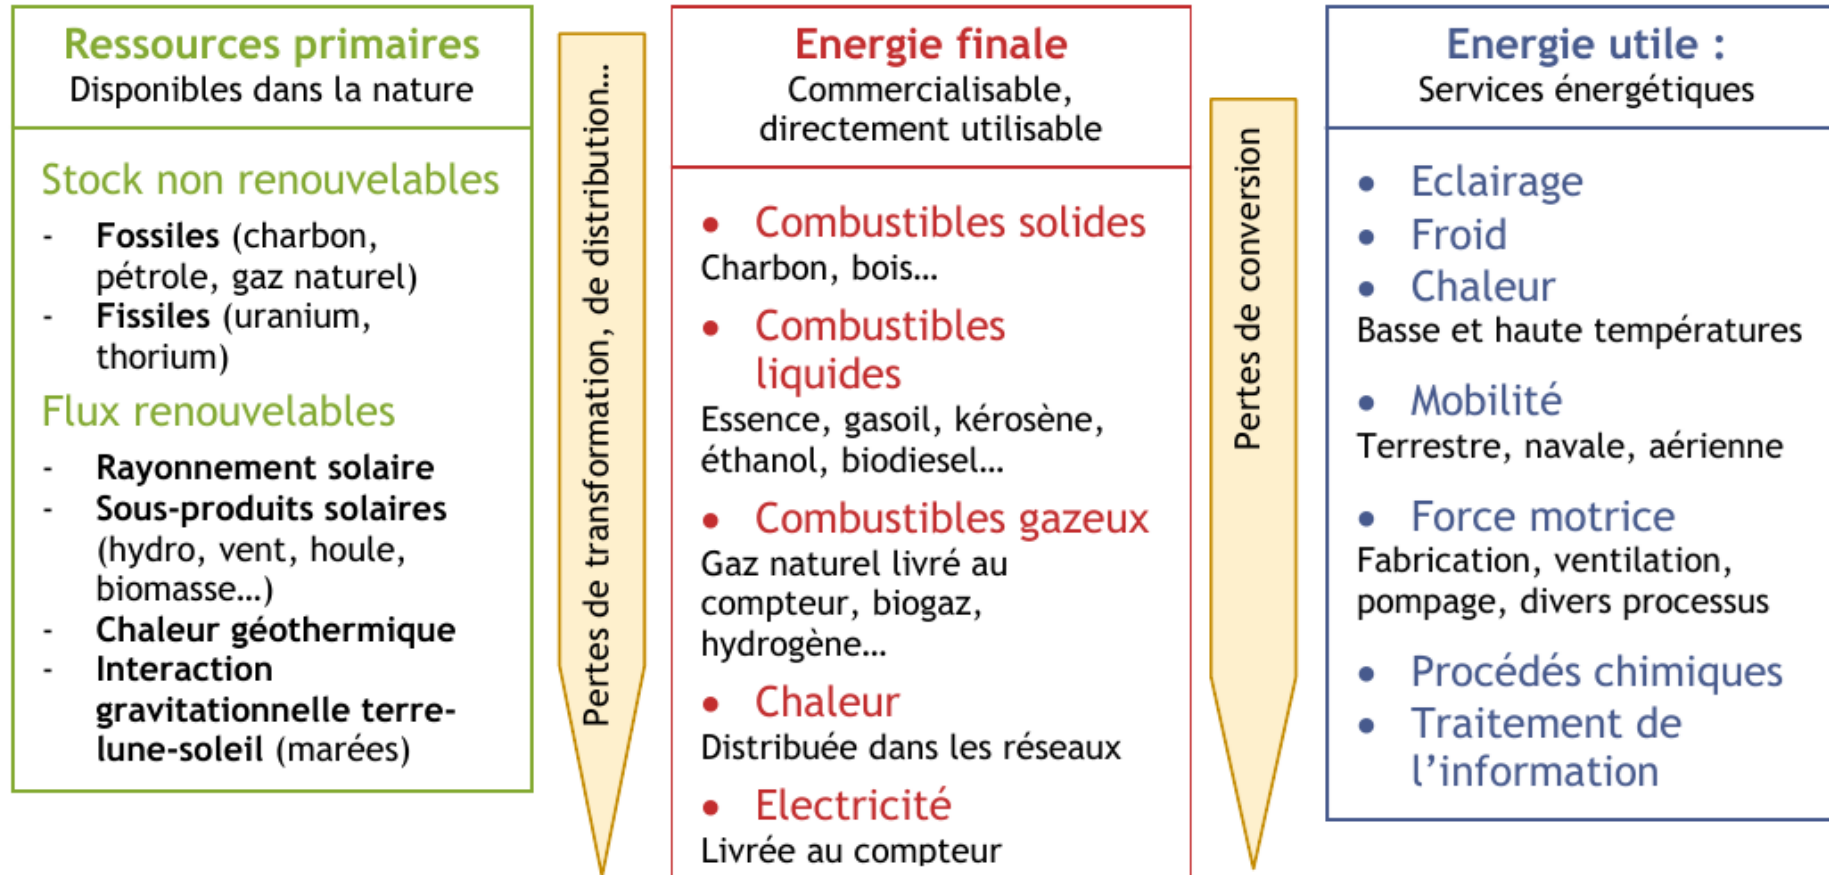 Ressources primaires
Disponibles dans la nature
Stock non renouvelables
- Fossiles (charbon,
pétrole, gaz naturel)
- Fissiles (uranium,
thorium)
Flux renouvelables
- Rayonnement solaire
- Sous-produits solaires
(hydro, vent, houle,
biomasse…)
- Chaleur géothermique
- Interaction
gravitationnelle terre-
lune-soleil (marées)
Pertes de transformation, de distribution…
Energie finale
Commercialisable,
directement utilisable
• Combustibles solides
Charbon, bois…
• Combustibles
liquides
Essence, gasoil, kérosène,
éthanol, biodiesel…
• Combustibles gazeux
Gaz naturel livré au
compteur, biogaz,
hydrogène…
• Chaleur
Distribuée dans les réseaux
• Electricité
Livrée au compteur
Pertes de conversion
Energie utile :
Services énergétiques
• Eclairage
• Froid
• Chaleur
Basse et haute températures
• Mobilité
Terrestre, navale, aérienne
• Force motrice
Fabrication, ventilation,
pompage, divers processus
• Procédés chimiques
• Traitement de
l’information